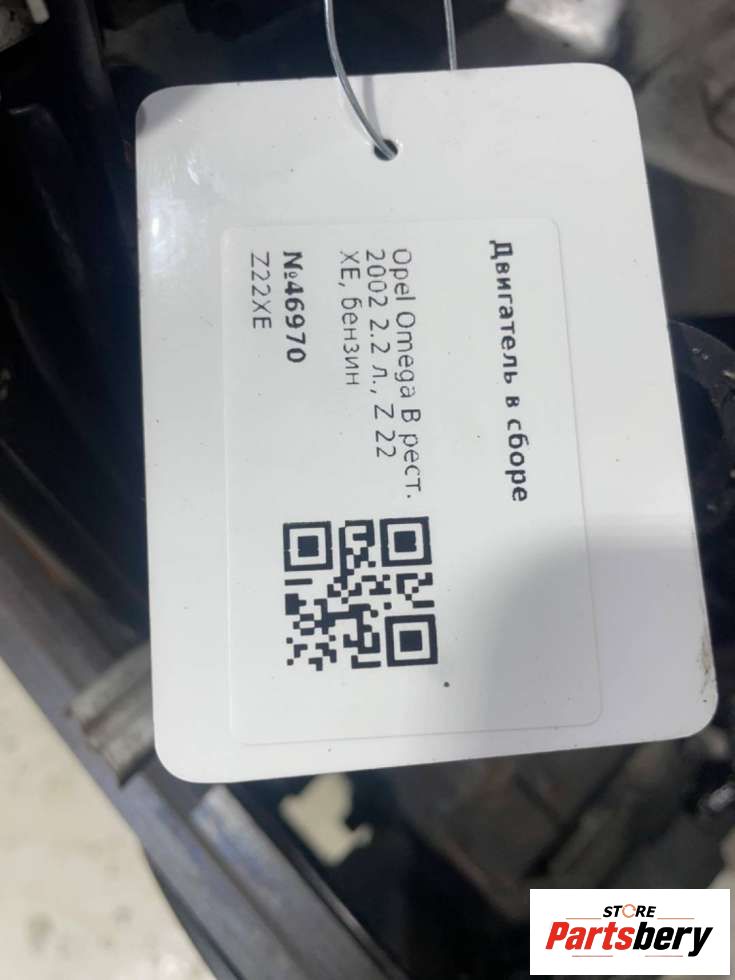 Двигатель в сборе
Opel Omega B рест.
2002 2.2 л., Z 22
XE, бензин
№46970
Z22XE
STORE
Partsbery